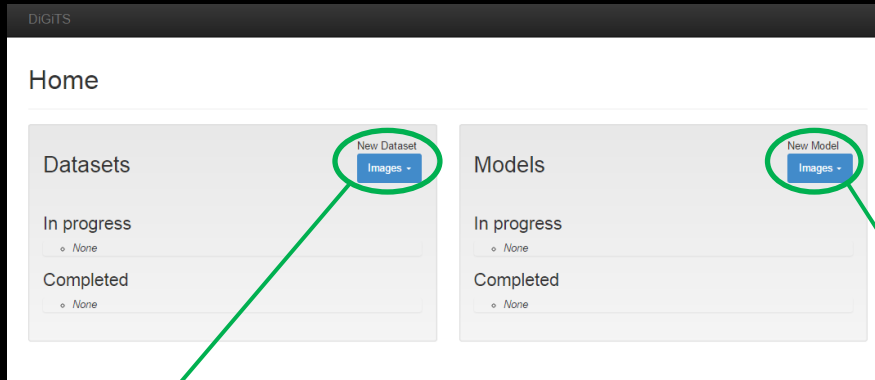 DiGiTS
Home
Datasets
New Dataset
Images
In progress
None
Completed
None
Models
New Model
Images
In progress
None
Completed
None